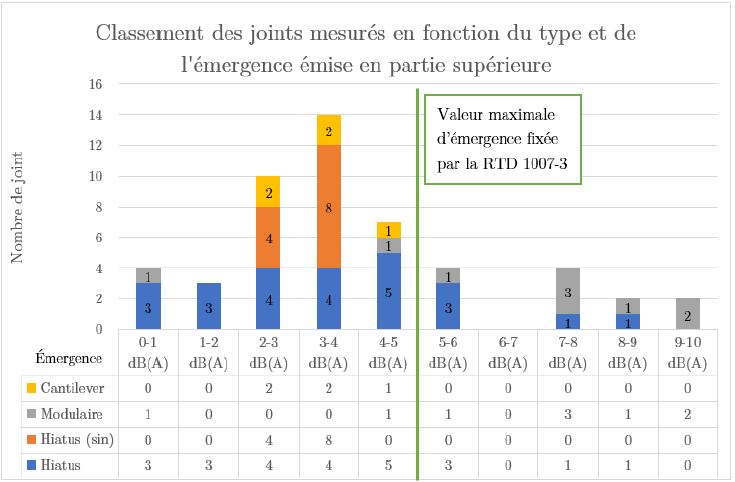 Classement des joints mesurés en fonction du type et de
l'émergence émise en partie supérieure
Nombre de joint
16
14
12
10
8
6
4
2
0
Valeur maximale
d'émergence fixée
par la RTD 1007-3
1
3
3
2
4
4
2
8
4
1
1
5
1
3
3
1
1
1
2
Émergence
0-1 dB(A) 1-2 dB(A) 2-3 dB(A) 3-4 dB(A) 4-5 dB(A) 5-6 dB(A) 6-7 dB(A) 7-8 dB(A) 8-9 dB(A) 9-10 dB(A)
Cantilever 0 0 2 2 1 0 0 0 0 0
Modulaire 1 0 0 0 1 1 0 3 1 2
Hiatus (sin) 0 0 4 8 0 0 0 0 0 0
Hiatus 3 3 4 4 5 3 0 1 1 0